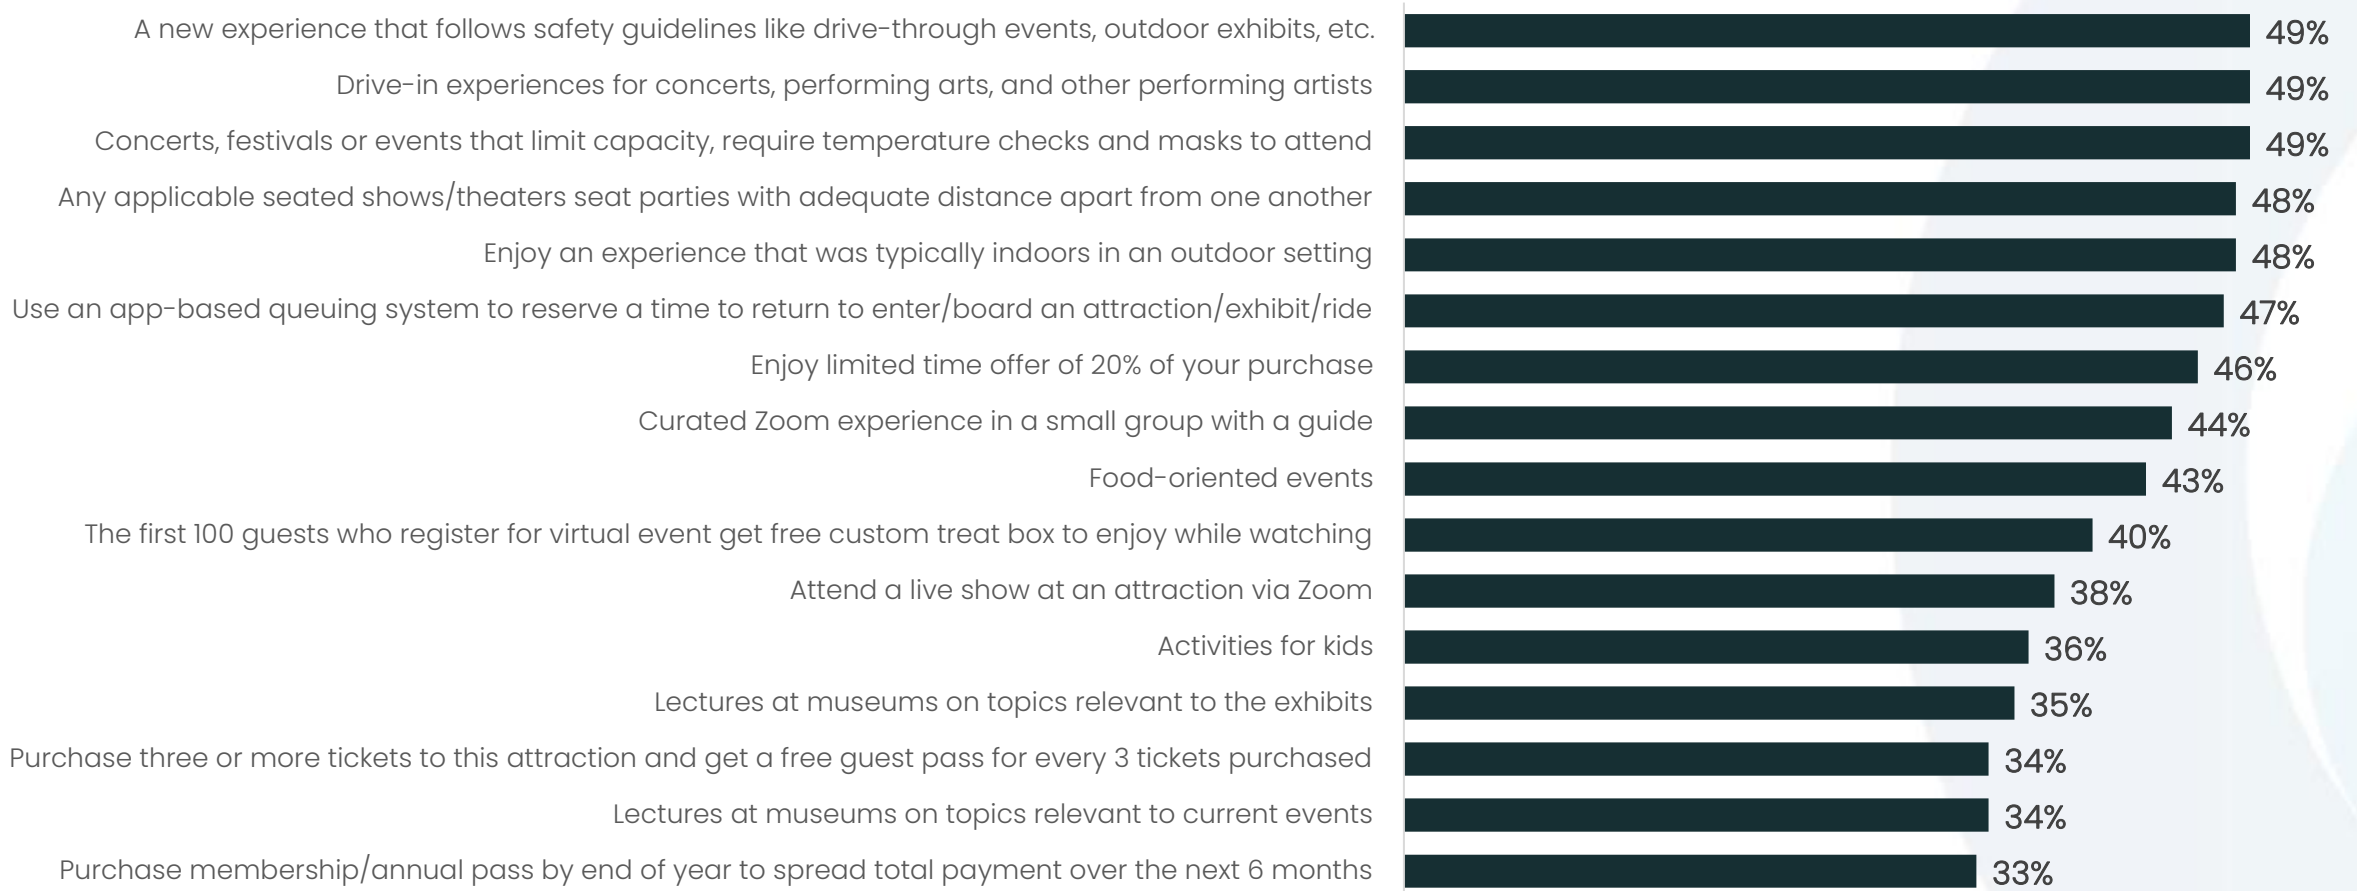 A new experience that follows safety guidelines like drive-through events, outdoor exhibits, etc. 49%
Drive-in experiences for concerts, performing arts, and other performing artists 49%
Concerts, festivals or events that limit capacity, require temperature checks and masks to attend 49%
Any applicable seated shows/theaters seat parties with adequate distance apart from one another 48%
Enjoy an experience that was typically indoors in an outdoor setting 48%
Use an app-based queuing system to reserve a time to return to enter/board an attraction/exhibit/ride 47%
Enjoy limited time offer of 20% of your purchase 46%
Curated Zoom experience in a small group with a guide 44%
Food-oriented events 43%
The first 100 guests who register for virtual event get free custom treat box to enjoy while watching 40%
Attend a live show at an attraction via Zoom 38%
Activities for kids 36%
Lectures at museums on topics relevant to the exhibits 35%
Purchase three or more tickets to this attraction and get a free guest pass for every 3 tickets purchased 34%
Lectures at museums on topics relevant to current events 34%
Purchase membership/annual pass by end of year to spread total payment over the next 6 months 33%